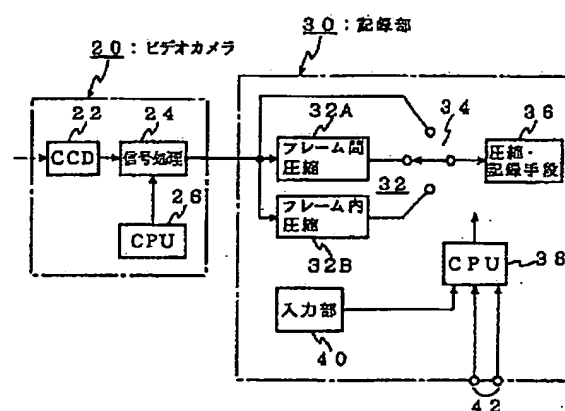 30：記録部
20：ビデオカメラ
22
24
CCD
信号処理
26
CPU
32A
フレーム間
圧縮
32
フレーム内
圧縮
32B
34
36
圧縮・
記録手段
CPU
38
入力部
40
42